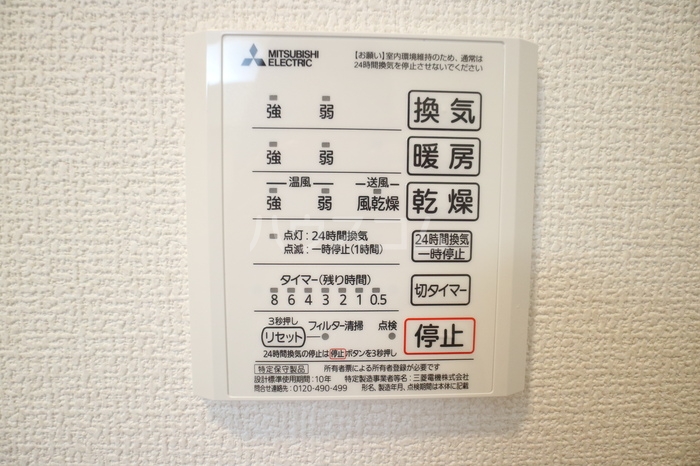 MITSUBISHI
ELECTRIC
【お願い】室内環境維持のため、通常は
24時間換気を停止させないでください
強 弱 換気
強 弱 暖房
温風 送風
強 弱 風乾燥 乾燥
点灯：24時間換気
点滅：一時停止(1時間)
24時間換気
一時停止
タイマー(残り時間)
8 6 4 3 2 1 0.5
切タイマー
3秒押し
リセット フィルター清掃 点検
停止
24時間換気の停止は停止ボタンを3秒押し
特定保守製品 所有者票による所有者登録が必要です
設計標準使用期間：10年 特定製造事業者等名：三菱電機株式会社
問合せ連絡先：0120-490-499 形名、製造年月、点検期間は本体に記載